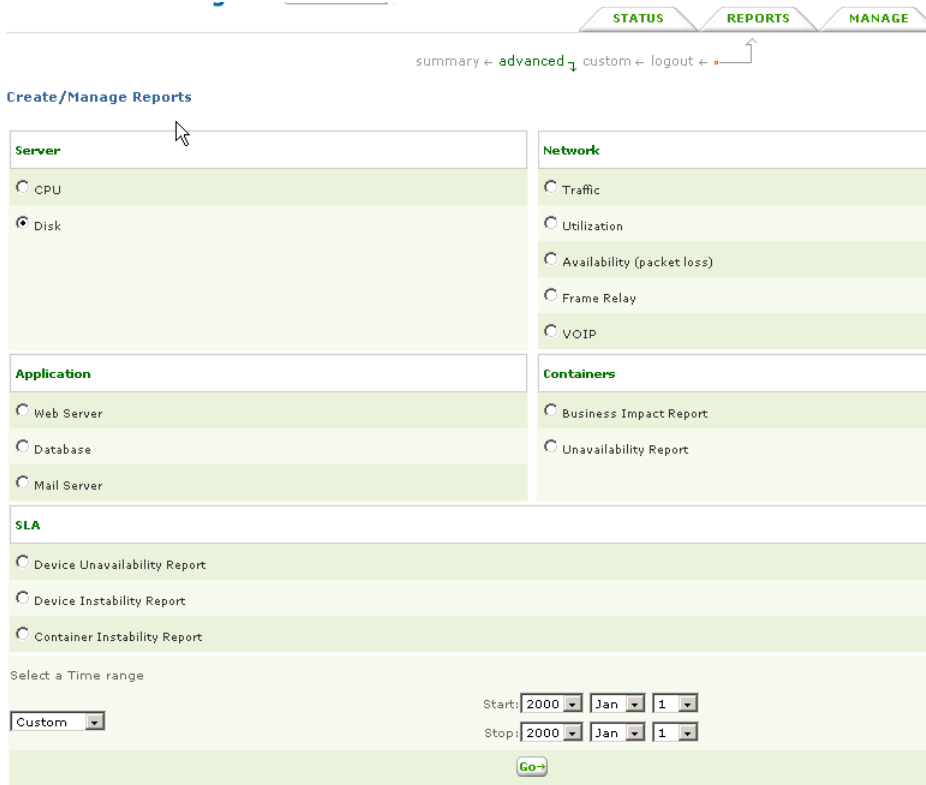 STATUS REPORTS MANAGE
summary ← advanced ↴ custom ← logout ←
Create/Manage Reports
Server
CPU
Disk
Network
Traffic
Utilization
Availability (packet loss)
Frame Relay
VOIP
Application
Web Server
Database
Mail Server
Containers
Business Impact Report
Unavailability Report
SLA
Device Unavailability Report
Device Instability Report
Container Instability Report
Select a Time range
Custom
Start: 2000 Jan 1
Stop: 2000 Jan 1
Go→